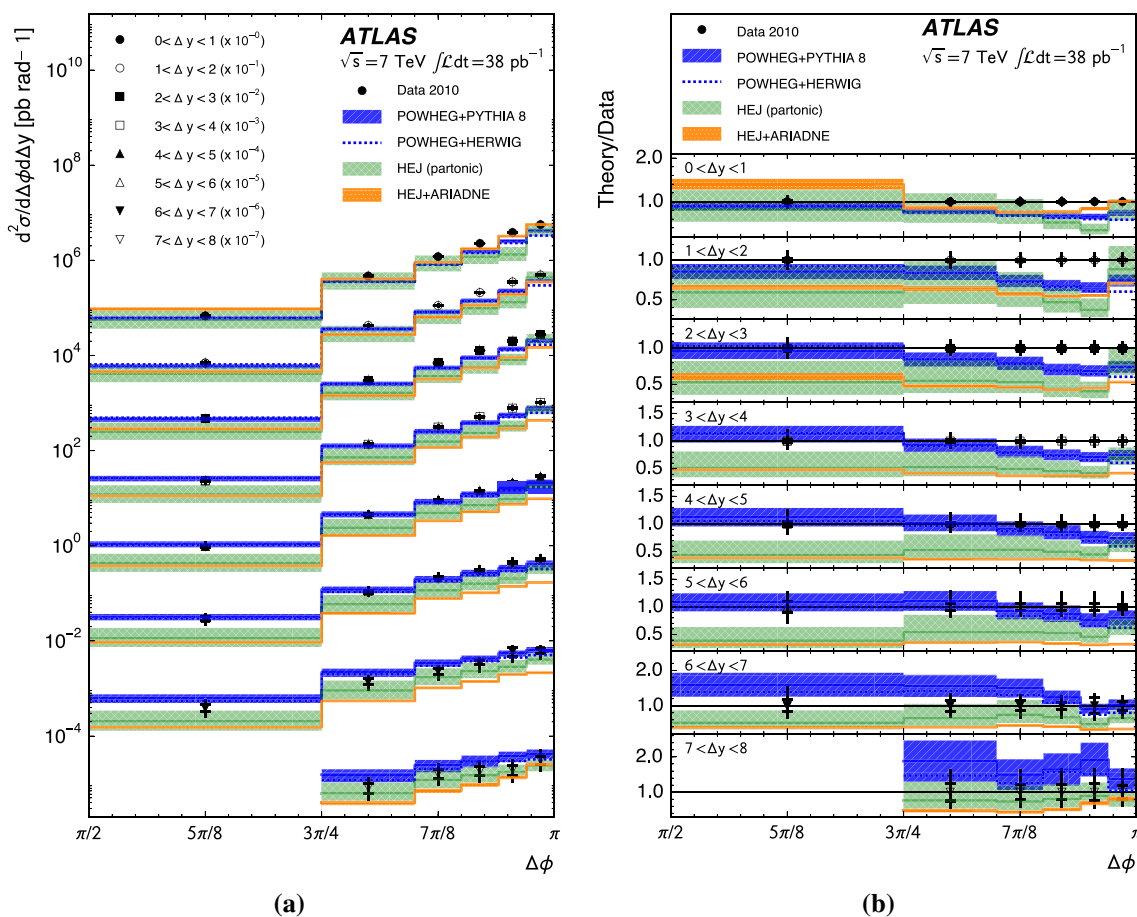 ATLAS
√s = 7 TeV ∫ℒdt=38 pb⁻¹
0< Δ y < 1 (x 10⁻⁰)
1< Δ y < 2 (x 10⁻¹)
2< Δ y < 3 (x 10⁻²)
3< Δ y < 4 (x 10⁻³)
4< Δ y < 5 (x 10⁻⁴)
5< Δ y < 6 (x 10⁻⁵)
6< Δ y < 7 (x 10⁻⁶)
7< Δ y < 8 (x 10⁻⁷)
Data 2010
POWHEG+PYTHIA 8
POWHEG+HERWIG
HEJ (partonic)
HEJ+ARIADNE
d²σ/dΔϕdΔy [pb rad⁻ 1]
10¹⁰
10⁸
10⁶
10⁴
10²
10⁰
10⁻²
10⁻⁴
π/2 5π/8 3π/4 7π/8 π
Δϕ
(a)
Data 2010
POWHEG+PYTHIA 8
POWHEG+HERWIG
HEJ (partonic)
HEJ+ARIADNE
ATLAS
√s = 7 TeV ∫ℒdt=38 pb⁻¹
Theory/Data
2.0
0<Δy<1
1.0
1<Δy<2
1.0
0.5
2<Δy<3
1.0
0.5
1.5
3<Δy<4
1.0
0.5
1.5
4<Δy<5
1.0
0.5
1.5
5<Δy<6
1.0
0.5
6<Δy<7
2.0
1.0
7<Δy<8
2.0
1.0
π/2 5π/8 3π/4 7π/8 π
Δϕ
(b)